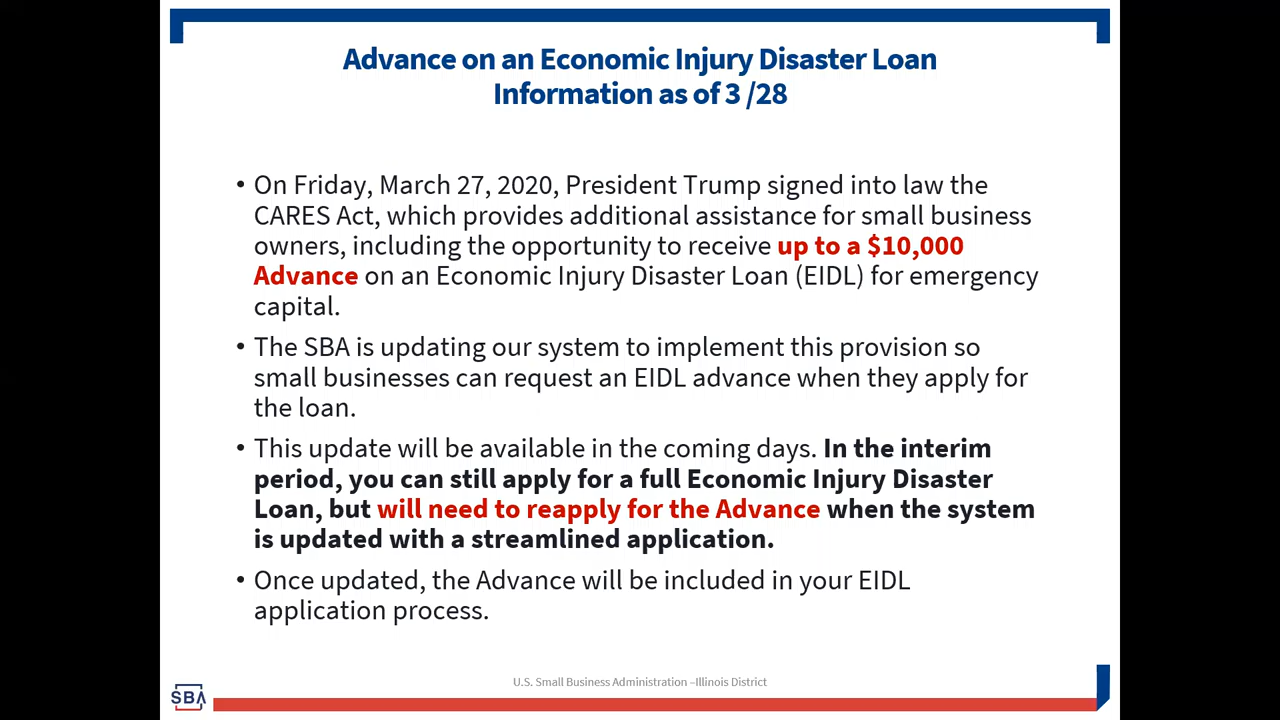 Advance on an Economic Injury Disaster Loan
Information as of 3 /28
• On Friday, March 27, 2020, President Trump signed into law the
CARES Act, which provides additional assistance for small business
owners, including the opportunity to receive up to a $10,000
Advance on an Economic Injury Disaster Loan (EIDL) for emergency
capital.
• The SBA is updating our system to implement this provision so
small businesses can request an EIDL advance when they apply for
the loan.
• This update will be available in the coming days. In the interim
period, you can still apply for a full Economic Injury Disaster
Loan, but will need to reapply for the Advance when the system
is updated with a streamlined application.
• Once updated, the Advance will be included in your EIDL
application process.
U.S. Small Business Administration –Illinois District
SBA